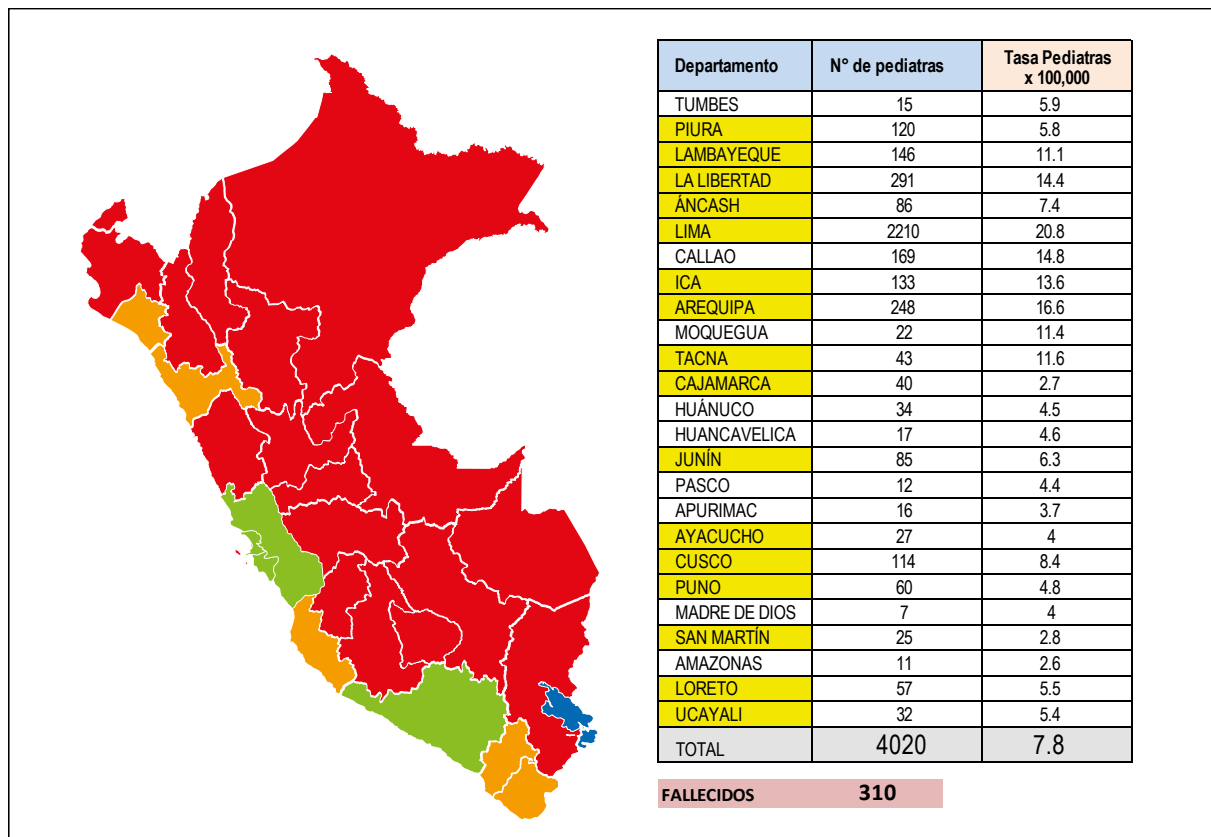 Departamento N° de pediatras Tasa Pediatras
x 100,000
TUMBES 15 5.9
PIURA 120 5.8
LAMBAYEQUE 146 11.1
LA LIBERTAD 291 14.4
ÁNCASH 86 7.4
LIMA 2210 20.8
CALLAO 169 14.8
ICA 133 13.6
AREQUIPA 248 16.6
MOQUEGUA 22 11.4
TACNA 43 11.6
CAJAMARCA 40 2.7
HUÁNUCO 34 4.5
HUANCAVELICA 17 4.6
JUNÍN 85 6.3
PASCO 12 4.4
APURIMAC 16 3.7
AYACUCHO 27 4
CUSCO 114 8.4
PUNO 60 4.8
MADRE DE DIOS 7 4
SAN MARTÍN 25 2.8
AMAZONAS 11 2.6
LORETO 57 5.5
UCAYALI 32 5.4
TOTAL 4020 7.8
FALLECIDOS 310